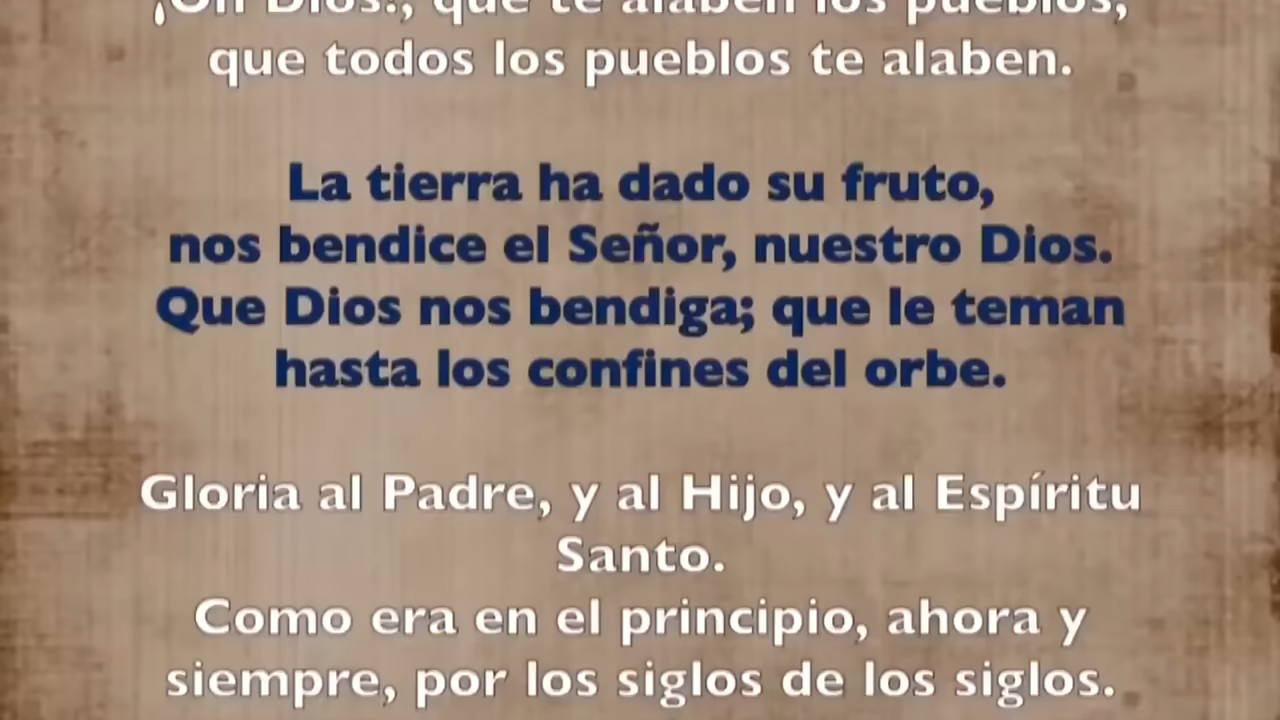 ¡Oh Dios!, que te alaben los pueblos,
que todos los pueblos te alaben.
La tierra ha dado su fruto,
nos bendice el Señor, nuestro Dios.
Que Dios nos bendiga; que le teman
hasta los confines del orbe.
Gloria al Padre, y al Hijo, y al Espíritu
Santo.
Como era en el principio, ahora y
siempre, por los siglos de los siglos.